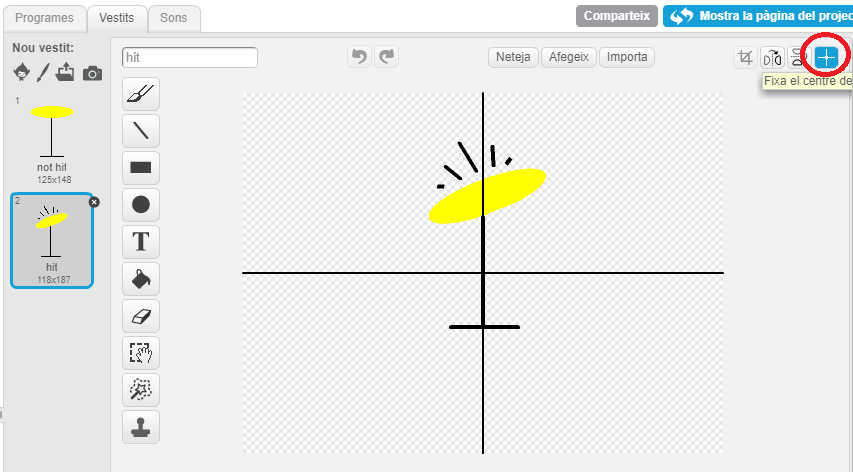 Programes
Vestits
Sons
Comparteix
Mostra la pàgina del projec
Nou vestit:
hit
Neteja
Afegeix
Importa
Fixa el centre de
1
not hit
125x148
2
hit
118x187
T